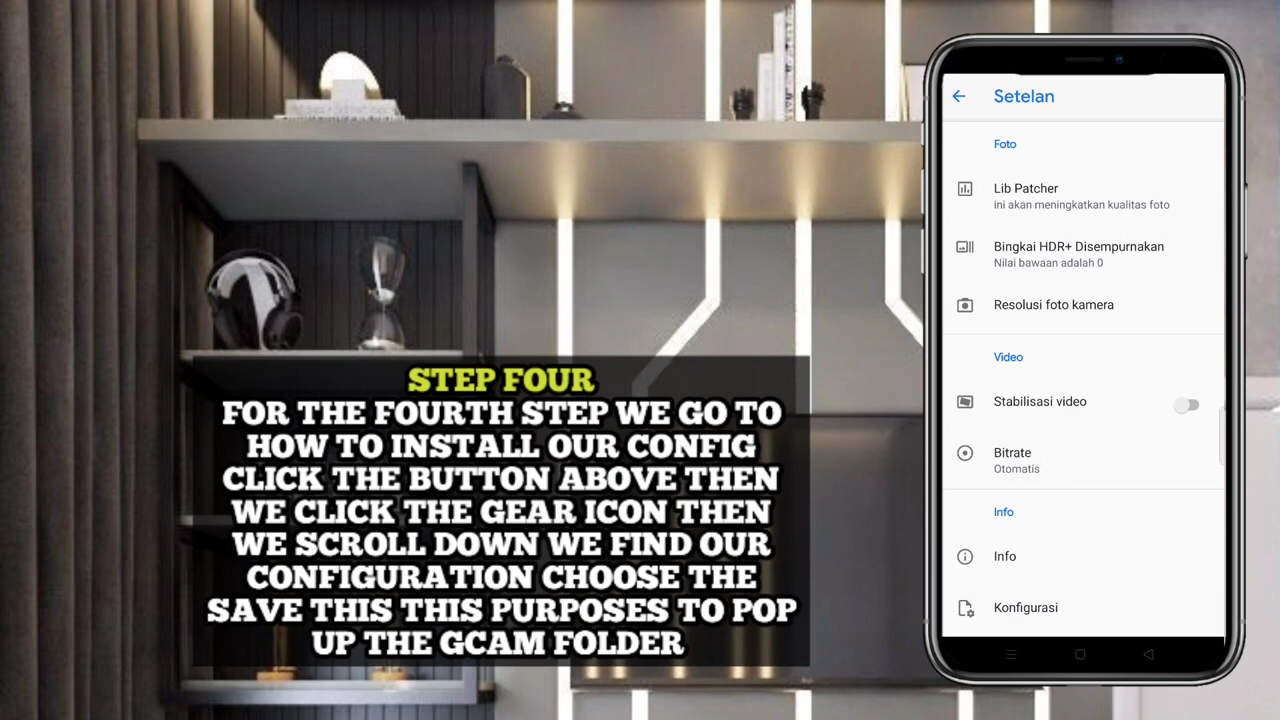 STEP FOUR
FOR THE FOURTH STEP WE GO TO
HOW TO INSTALL OUR CONFIG
CLICK THE BUTTON ABOVE THEN
WE CLICK THE GEAR ICON THEN
WE SCROLL DOWN WE FIND OUR
CONFIGURATION CHOOSE THE
SAVE THIS THIS PURPOSES TO POP
UP THE GCAM FOLDER
Setelan
Foto
Lib Patcher
ini akan meningkatkan kualitas foto
Bingkai HDR+ Disempurnakan
Nilai bawaan adalah 0
Resolusi foto kamera
Video
Stabilisasi video
Bitrate
Otomatis
Info
Info
Konfigurasi